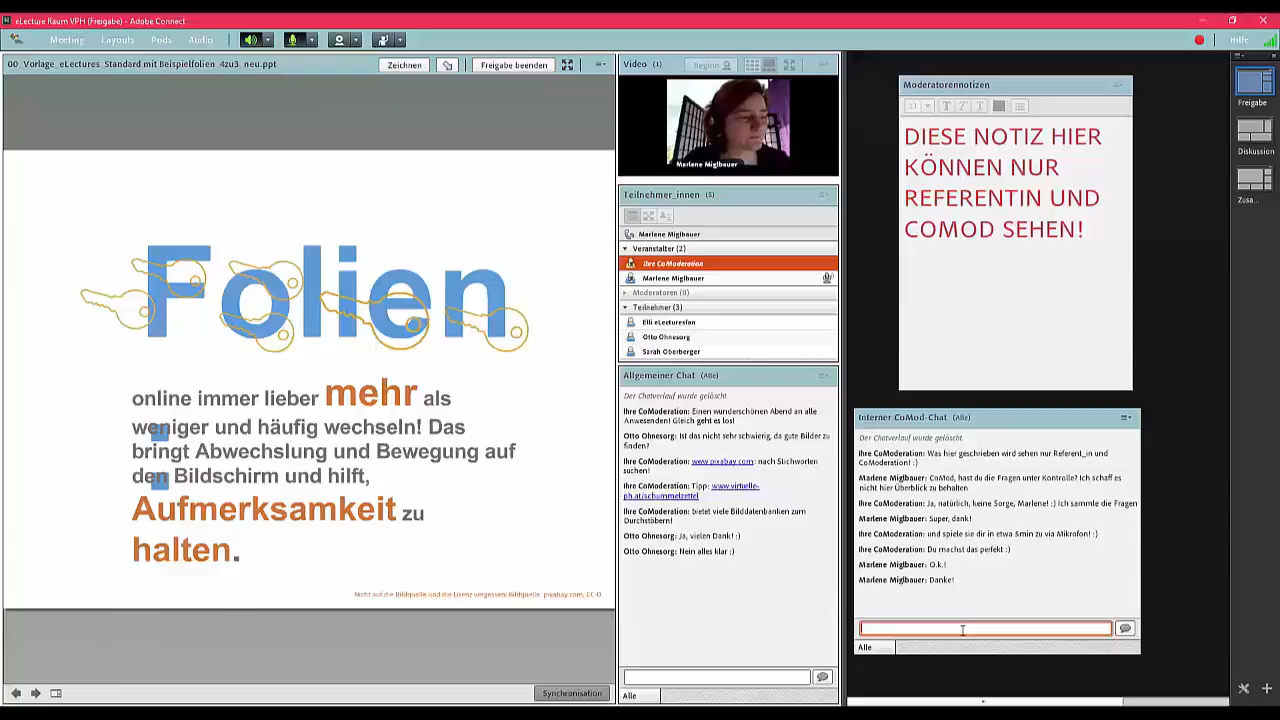 eLecture Raum VPH (Freigabe) - Adobe Connect
Meeting Layouts Pods Audio
Hilfe
00_Vorlage_eLectures_Standard mit Beispielfolien_4zu3_neu.ppt
Zeichnen
Freigabe beenden
Folien
online immer lieber mehr als
weniger und häufig wechseln! Das
bringt Abwechslung und Bewegung auf
den Bildschirm und hilft,
Aufmerksamkeit zu
halten.
Nicht auf die Bildquelle und die Lizenz vergessen: Bildquelle: pixabay.com, CC-0
Synchronisation
Video (1)
Beginn
Marlene Miglbauer
Teilnehmer_innen (5)
Marlene Miglbauer
Veranstalter (2)
Ihre CoModeration
Marlene Miglbauer
Moderatoren (0)
Teilnehmer (3)
Elli eLecturesfan
Otto Ohnesorg
Sarah Oberberger
Allgemeiner Chat (Alle)
Der Chatverlauf wurde gelöscht.
Ihre CoModeration: Einen wunderschönen Abend an alle
Anwesenden! Gleich geht es los!
Otto Ohnesorg: Ist das nicht sehr schwierig, da gute Bilder zu
finden?
Ihre CoModeration: www.pixabay.com: nach Stichworten
suchen!
Ihre CoModeration: Tipp: www.virtuelle-
ph.at/schummelzettel
Ihre CoModeration: bietet viele Bilddatenbanken zum
Durchstöbern!
Otto Ohnesorg: Ja, vielen Dank! :)
Otto Ohnesorg: Nein alles klar :)
Alle
Moderatorennotizen
13
T T T
DIESE NOTIZ HIER
KÖNNEN NUR
REFERENTIN UND
COMOD SEHEN!
Interner CoMod-Chat (Alle)
Der Chatverlauf wurde gelöscht.
Ihre CoModeration: Was hier geschrieben wird sehen nur Referent_in und
CoModeration! :)
Marlene Miglbauer: CoMod, hast du die Fragen unter Kontrolle? Ich schaff es
nicht hier Überblick zu behalten
Ihre CoModeration: Ja, natürlich, keine Sorge, Marlene! :) Ich sammle die Fragen
Marlene Miglbauer: Super, dank!
Ihre CoModeration: und spiele sie dir in etwa 5min zu via Mikrofon! :)
Ihre CoModeration: Du machst das perfekt :)
Marlene Miglbauer: O.k.!
Marlene Miglbauer: Danke!
Alle
Freigabe
Diskussion
Zusa...